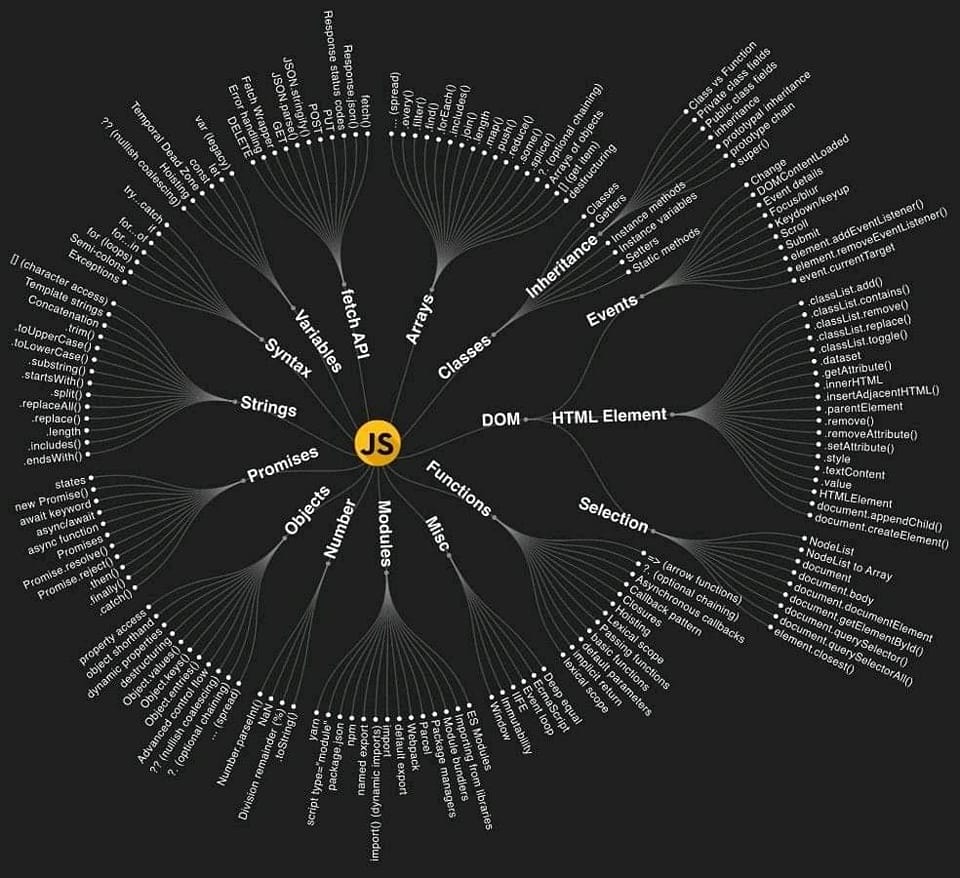 JS
fetch API
fetch()
Response.json()
Response status codes
PUT
POST
JSON.stringify()
JSON.parse()
GET
Fetch Wrapper
Error handling
DELETE
Arrays
... (spread)
.every()
.filter()
.find()
.forEach()
.includes()
.join()
.length
.map()
.push()
.reduce()
.some()
.splice()
?. (optional chaining)
Arrays of objects
[] (get item)
destructuring
Classes
Classes
Getters
Inheritance
Class vs Function
Private class fields
Public class fields
inheritance
prototypal inheritance
prototype chain
super()
Instance methods
Instance variables
Setters
Static methods
DOM
Events
Change
DOMContentLoaded
Event details
Focus/blur
Keydown/keyup
Scroll
Submit
element.addEventListener()
element.removeEventListener()
event.currentTarget
HTML Element
.classList.add()
.classList.contains()
.classList.remove()
.classList.replace()
.classList.toggle()
.dataset
.getAttribute()
.innerHTML
.insertAdjacentHTML()
.parentElement
.remove()
.removeAttribute()
.setAttribute()
.style
.textContent
.value
HTMLElement
document.appendChild()
document.createElement()
Selection
NodeList
NodeList to Array
document
document.body
document.documentElement
document.getElementById()
document.querySelector()
document.querySelectorAll()
element.closest()
Functions
=> (arrow functions)
?. (optional chaining)
Asynchronous callbacks
Callback pattern
Closures
Hoisting
Lexical scope
Passing functions
basic functions
default parameters
implicit return
lexical scope
Misc
Deep equal
EcmaScript
Event loop
IIFE
Immutability
Window
Modules
ES Modules
Importing from libraries
Module bundlers
Package managers
Parcel
Webpack
default export
import
import() (dynamic imports)
named export
npm
package.json
script type="module"
yarn
Number
.toString()
Division remainder (%)
NaN
Number.parseInt()
Objects
... (spread)
?. (optional chaining)
?? (nullish coalescing)
Advanced control flow
Object.entries()
Object.keys()
Object.values()
destructuring
dynamic properties
object shorthand
property access
Promises
.catch()
.finally()
.then()
Promise.reject()
Promise.resolve()
Promises
async function
async/await
await keyword
new Promise()
states
Strings
.endsWith()
.includes()
.length
.replace()
.replaceAll()
.split()
.startsWith()
.substring()
.toLowerCase()
.toUpperCase()
.trim()
Concatenation
Template strings
[] (character access)
Syntax
Exceptions
Semi-colons
for (loops)
for...in
for...of
if
try...catch
Variables
?? (nullish coalescing)
Hoisting
Temporal Dead Zone
const
let
var (legacy)